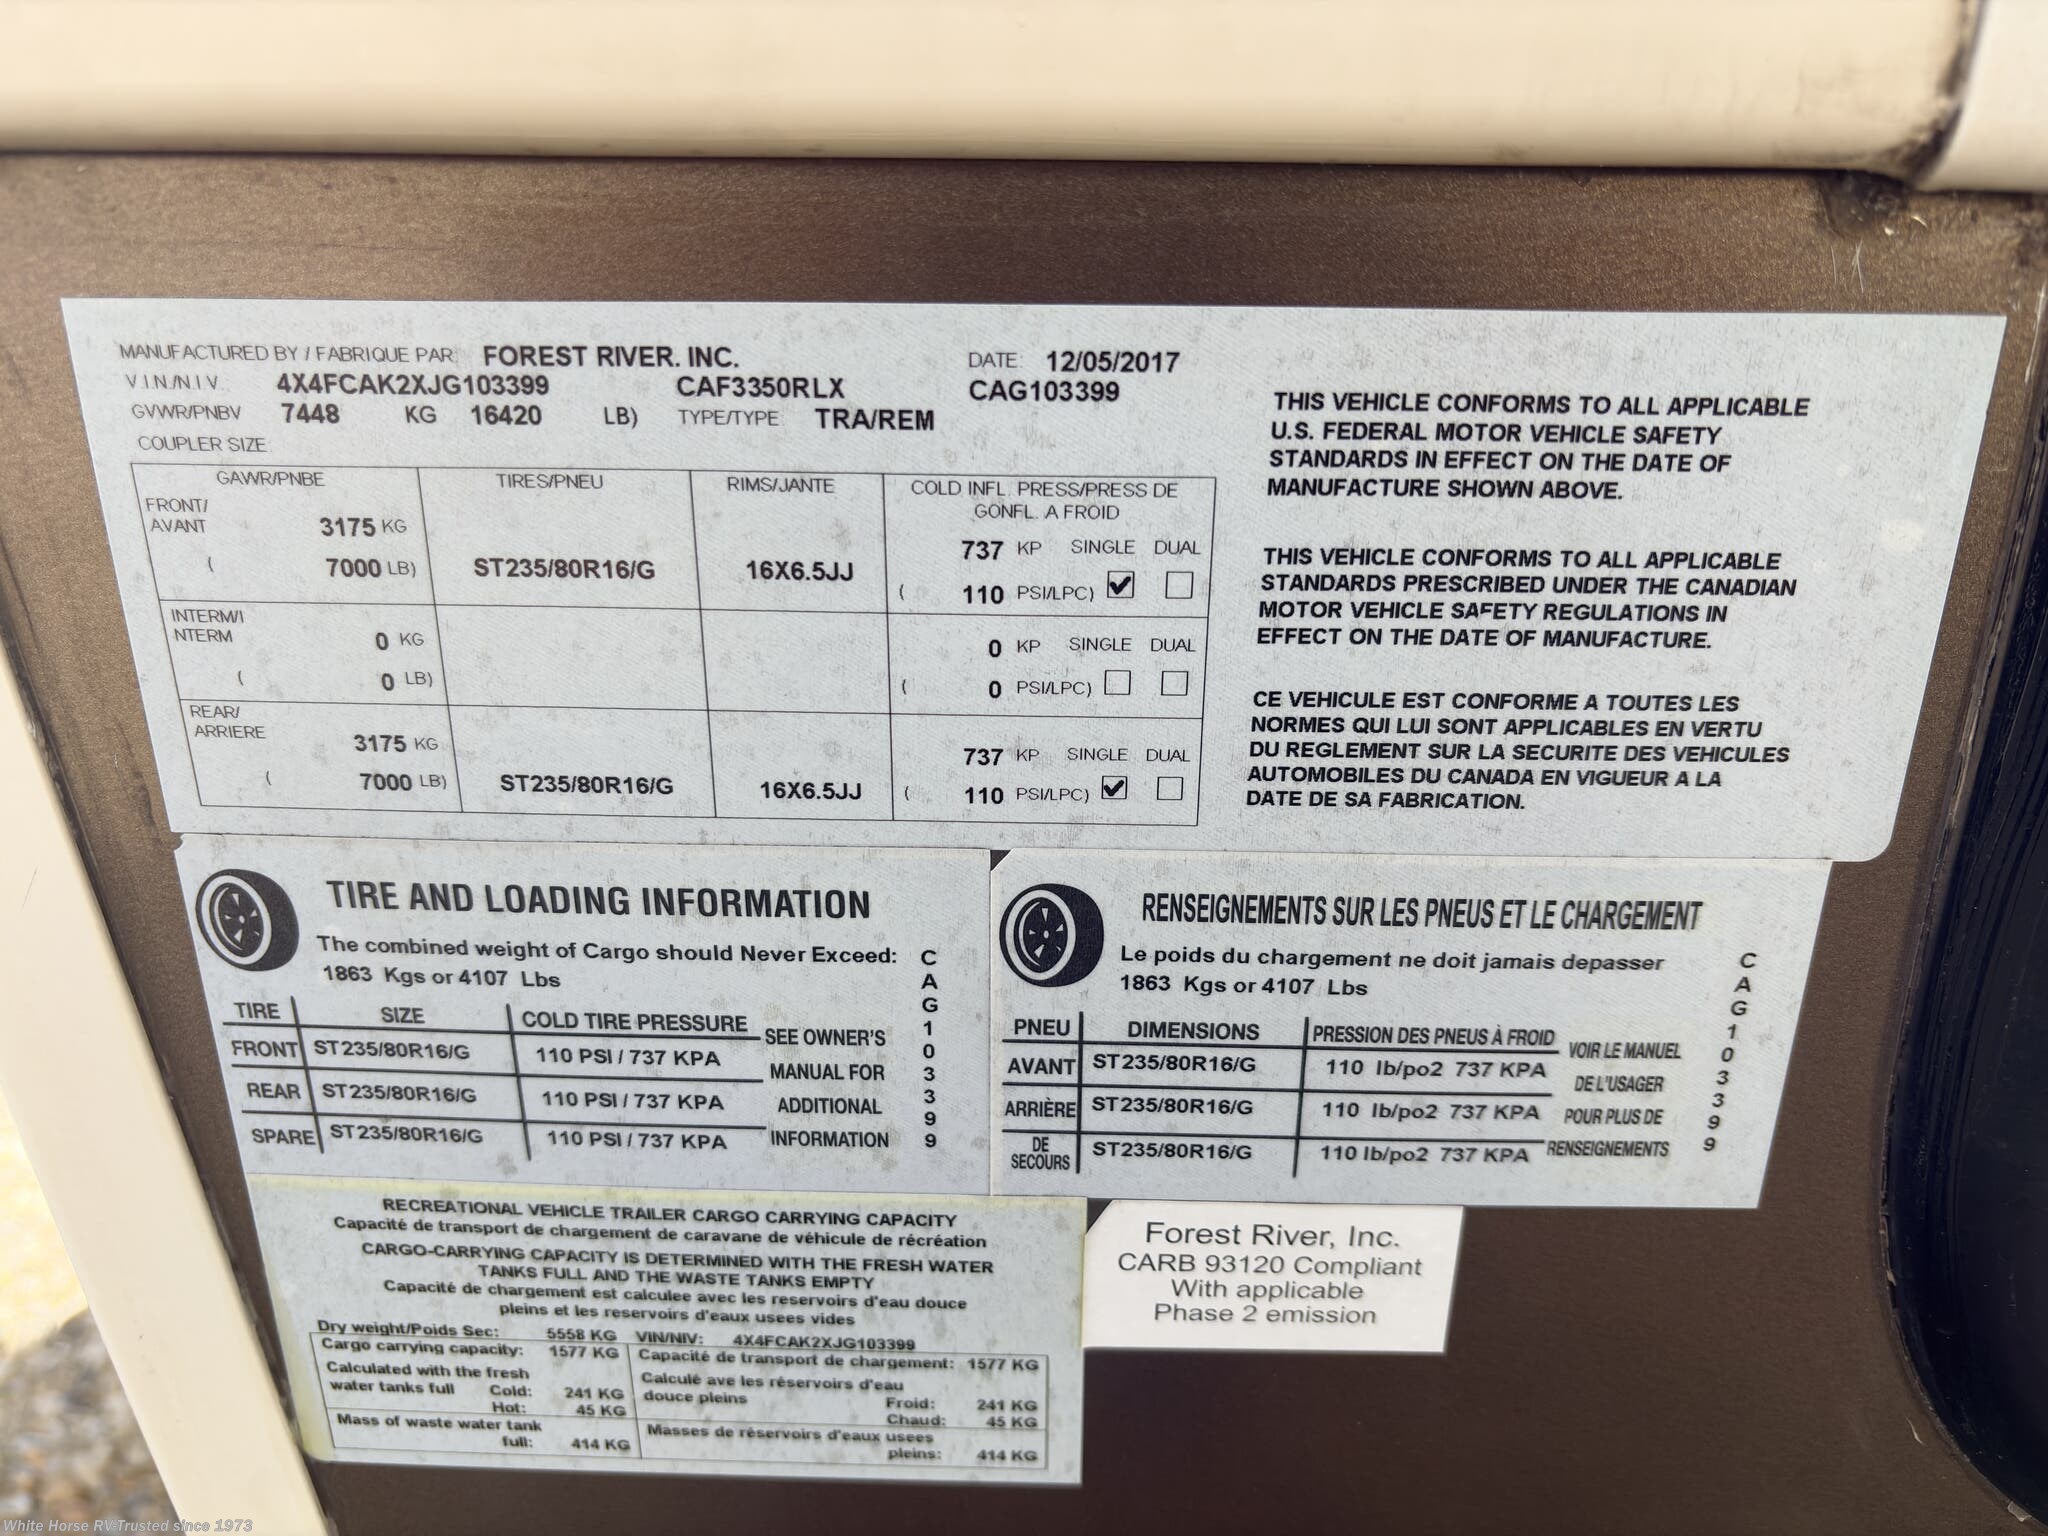 MANUFACTURED BY / FABRIQUE PAR: FOREST RIVER. INC. DATE: 12/05/2017
V.I.N./N.I.V. 4X4FCAK2XJG103399 CAF3350RLX CAG103399
GVWR/PNBV 7448 KG 16420 LB) TYPE/TYPE TRA/REM
COUPLER SIZE
GAWR/PNBE TIRES/PNEU RIMS/JANTE COLD INFL. PRESS/PRESS DE
GONFL. A FROID
FRONT/
AVANT 3175 KG 737 KP SINGLE DUAL
( 7000 LB) ST235/80R16/G 16X6.5JJ ( 110 PSI/LPC)
INTERM/I
NTERM 0 KG 0 KP SINGLE DUAL
( 0 LB) ( 0 PSI/LPC)
REAR/
ARRIERE 3175 KG 737 KP SINGLE DUAL
( 7000 LB) ST235/80R16/G 16X6.5JJ ( 110 PSI/LPC)
THIS VEHICLE CONFORMS TO ALL APPLICABLE
U.S. FEDERAL MOTOR VEHICLE SAFETY
STANDARDS IN EFFECT ON THE DATE OF
MANUFACTURE SHOWN ABOVE.
THIS VEHICLE CONFORMS TO ALL APPLICABLE
STANDARDS PRESCRIBED UNDER THE CANADIAN
MOTOR VEHICLE SAFETY REGULATIONS IN
EFFECT ON THE DATE OF MANUFACTURE.
CE VEHICULE EST CONFORME A TOUTES LES
NORMES QUI LUI SONT APPLICABLES EN VERTU
DU REGLEMENT SUR LA SECURITE DES VEHICULES
AUTOMOBILES DU CANADA EN VIGUEUR A LA
DATE DE SA FABRICATION.
TIRE AND LOADING INFORMATION
The combined weight of Cargo should Never Exceed:
1863 Kgs or 4107 Lbs
TIRE SIZE COLD TIRE PRESSURE
FRONT ST235/80R16/G 110 PSI / 737 KPA
REAR ST235/80R16/G 110 PSI / 737 KPA
SPARE ST235/80R16/G 110 PSI / 737 KPA
SEE OWNER'S
MANUAL FOR
ADDITIONAL
INFORMATION
CAG103399
RENSEIGNEMENTS SUR LES PNEUS ET LE CHARGEMENT
Le poids du chargement ne doit jamais depasser
1863 Kgs or 4107 Lbs
PNEU DIMENSIONS PRESSION DES PNEUS À FROID
AVANT ST235/80R16/G 110 lb/po2 737 KPA
ARRIÈRE ST235/80R16/G 110 lb/po2 737 KPA
DE
SECOURS ST235/80R16/G 110 lb/po2 737 KPA
VOIR LE MANUEL
DE L'USAGER
POUR PLUS DE
RENSEIGNEMENTS
CAG103399
RECREATIONAL VEHICLE TRAILER CARGO CARRYING CAPACITY
Capacité de transport de chargement de caravane de véhicule de récréation
CARGO-CARRYING CAPACITY IS DETERMINED WITH THE FRESH WATER
TANKS FULL AND THE WASTE TANKS EMPTY
Capacité de chargement est calculee avec les reservoirs d'eau douce
pleins et les reservoirs d'eaux usees vides
Dry weight/Poids Sec: 5558 KG VIN/NIV: 4X4FCAK2XJG103399
Cargo carrying capacity: 1577 KG
Calculated with the fresh
water tanks full Cold: 241 KG
Hot: 45 KG
Mass of waste water tank
full: 414 KG
Capacité de transport de chargement: 1577 KG
Calculé ave les réservoirs d'eau
douce pleins Froid: 241 KG
Chaud: 45 KG
Masses de réservoirs d'eaux usees
pleins: 414 KG
Forest River, Inc.
CARB 93120 Compliant
With applicable
Phase 2 emission
White Horse RV Trusted since 1973